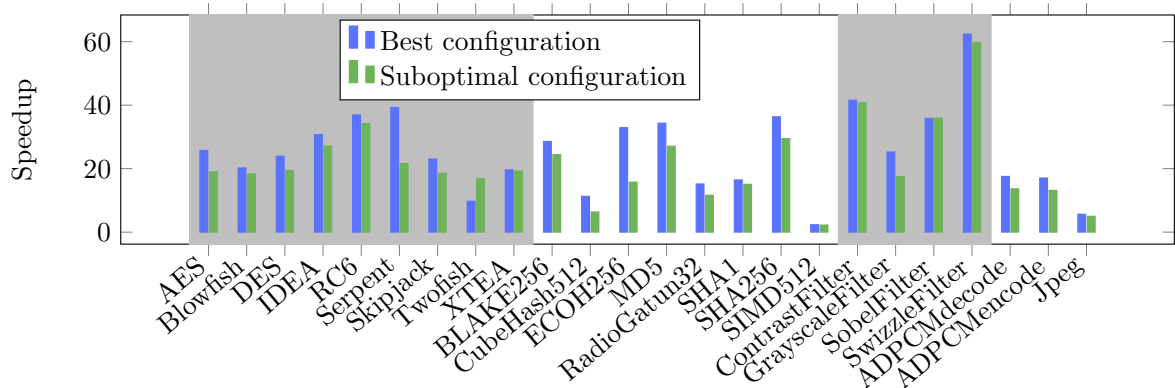 Best configuration
Suboptimal configuration
Speedup
60
40
20
0
AES
Blowfish
DES
IDEA
RC6
Serpent
Skipjack
Twofish
XTEA
BLAKE256
CubeHash512
ECOH256
MD5
RadioGatun32
SHA1
SHA256
SIMD512
ContrastFilter
GrayscaleFilter
SobelFilter
SwizzleFilter
ADPCMdecode
ADPCMencode
Jpeg